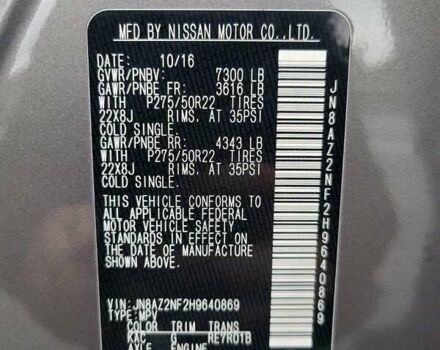 MFD BY NISSAN MOTOR CO.,LTD.
DATE: 10/16
GVWR/PNBV: 7300 LB
GAWR/PNBE FR: 3616 LB
WITH P275/50R22 TIRES
22X8J RIMS, AT 35PSI
COLD SINGLE.
GAWR/PNBE RR: 4343 LB
WITH P275/50R22 TIRES
22X8J RIMS, AT 35PSI
COLD SINGLE.
THIS VEHICLE CONFORMS TO
ALL APPLICABLE FEDERAL
MOTOR VEHICLE SAFETY
STANDARDS IN EFFECT ON
THE DATE OF MANUFACTURE
SHOWN ABOVE.
VIN: JN8AZ2NF2H9640869
TYPE: MPV
COLOR TRIM TRANS
KAC G RE7R01B
AXLE ENGINE
JN8AZ2NF2H9640869